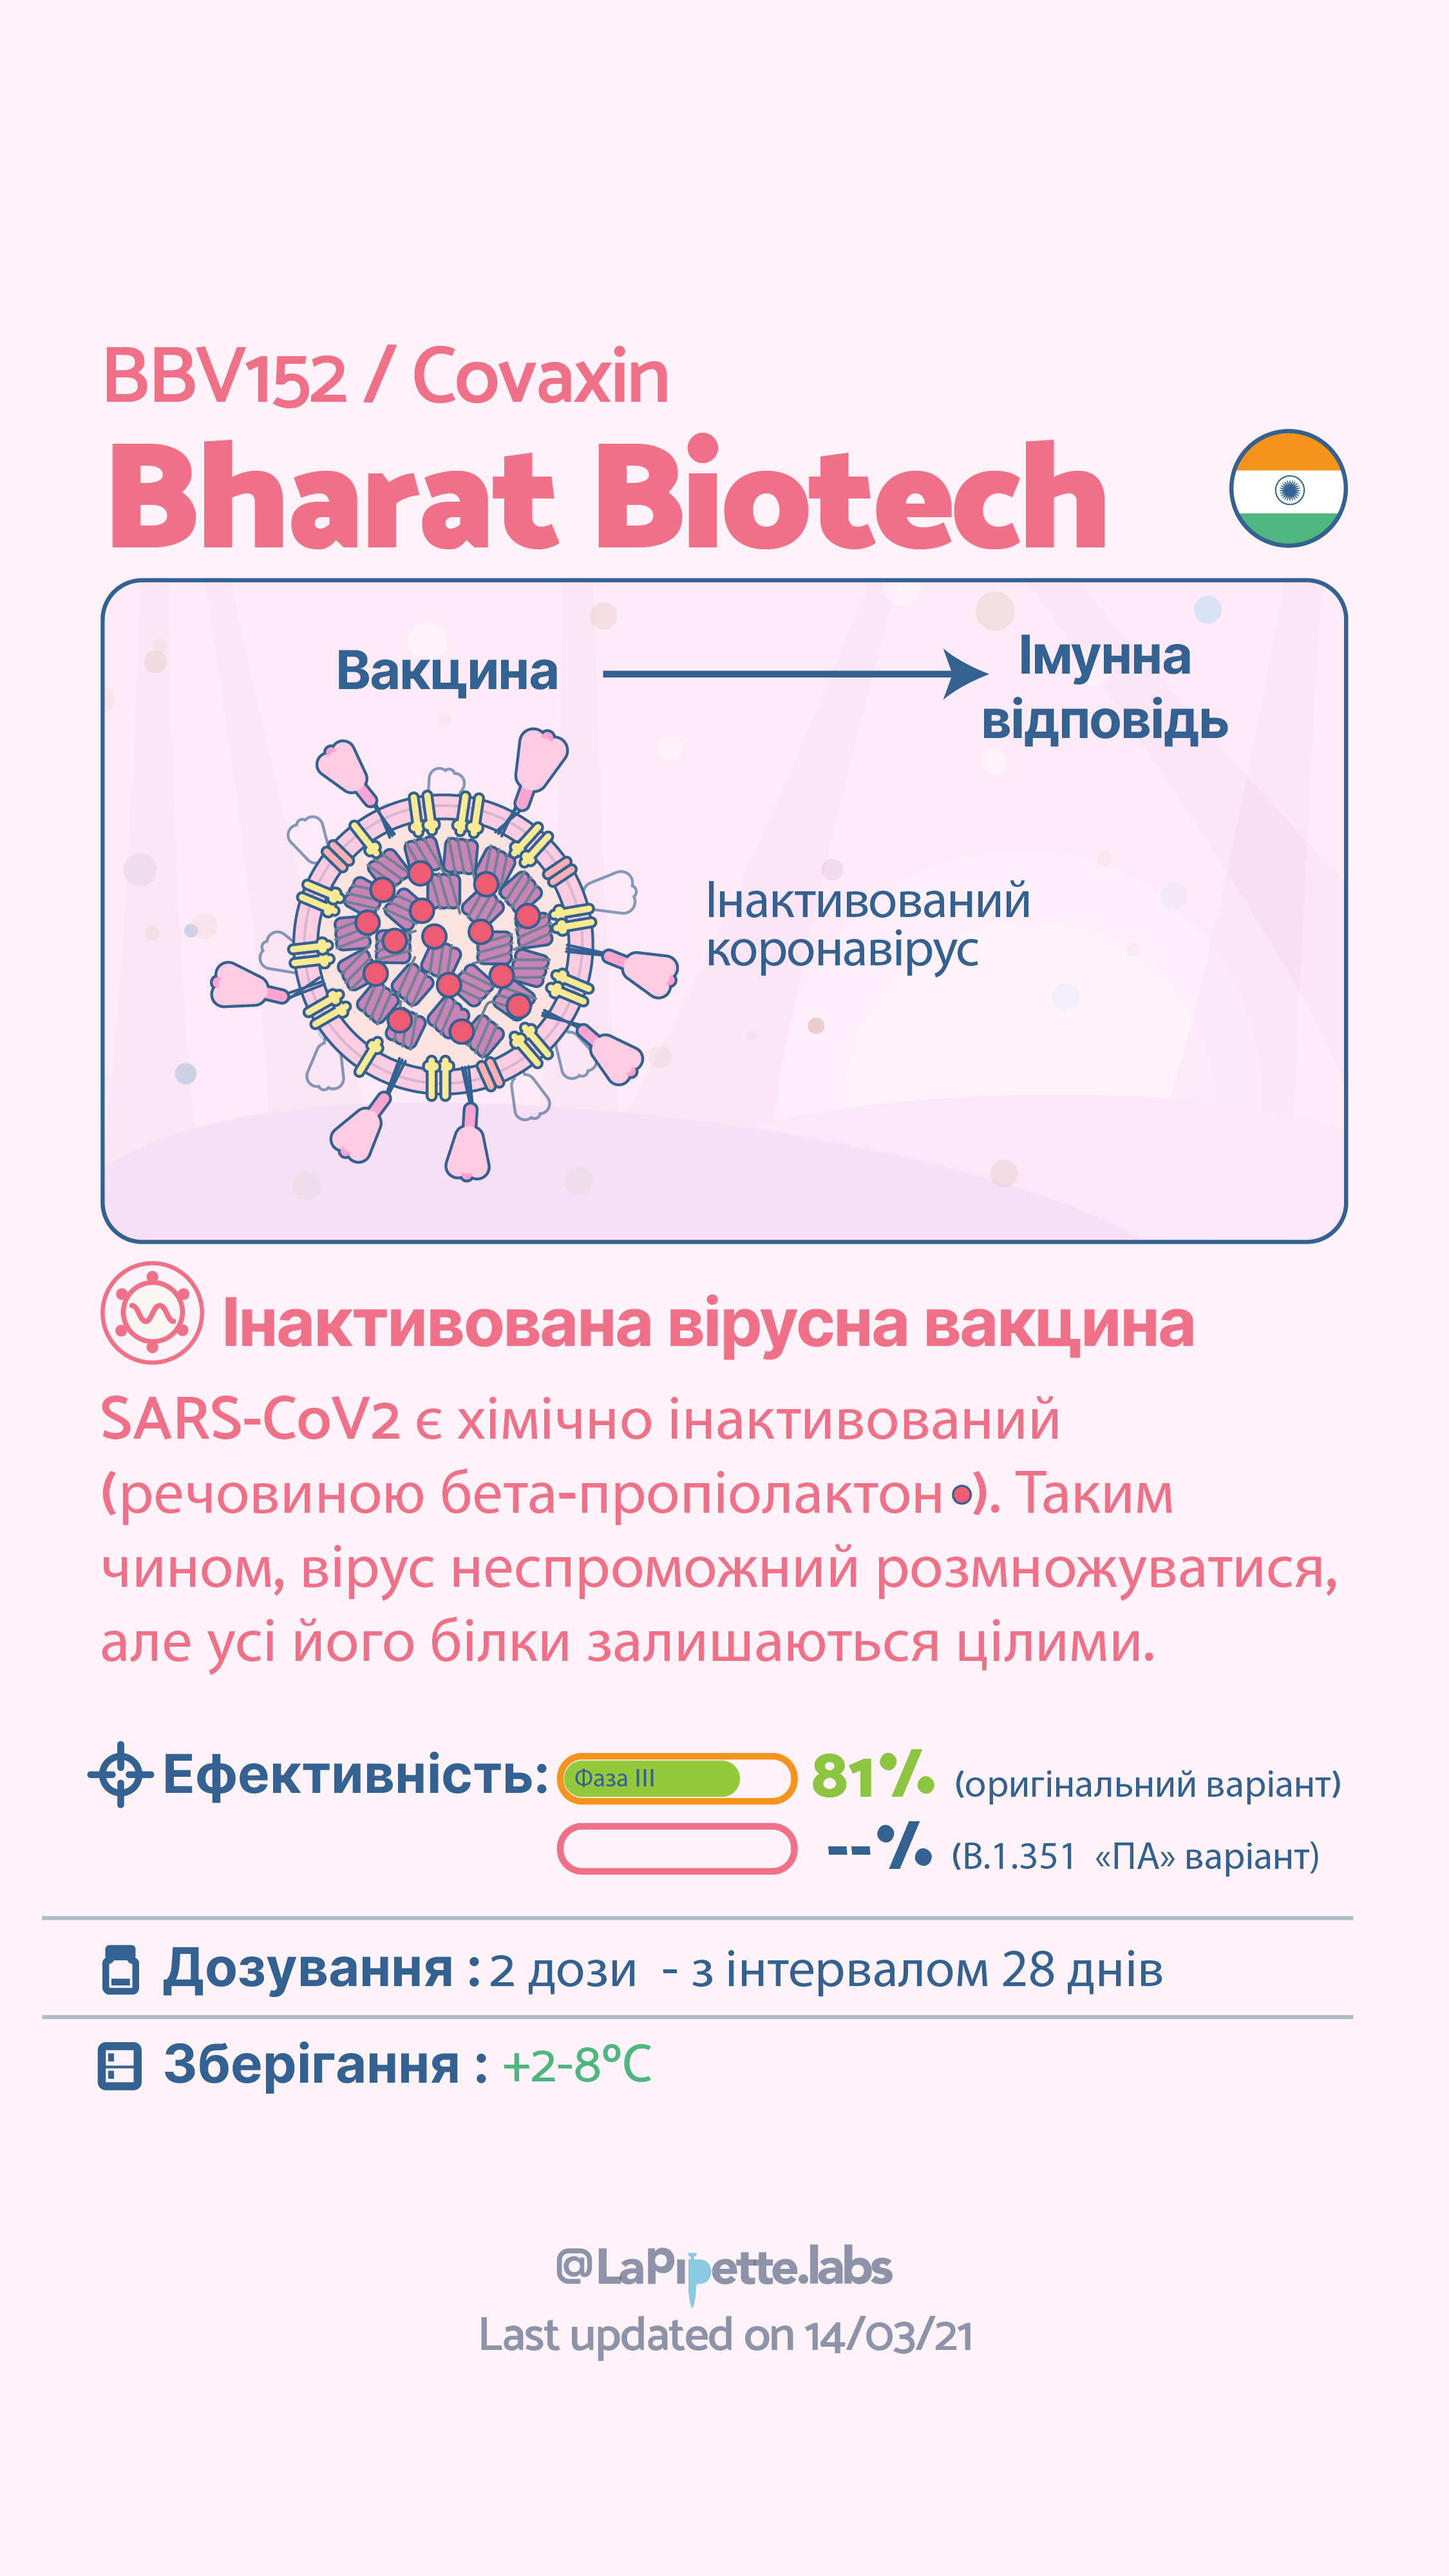 BBV152 / Covaxin
Bharat Biotech
Вакцина
Імунна
відповідь
Інактивований
коронавірус
Інактивована вірусна вакцина
SARS-CoV2 є хімічно інактивований
(речовиною бета-пропіолактон ). Таким
чином, вірус неспроможний розмножуватися,
але усі його білки залишаються цілими.
Ефективність: Фаза III 81% (оригінальний варіант)
--% (В.1.351 «ПА» варіант)
Дозування : 2 дози - з інтервалом 28 днів
Зберігання : +2-8°C
@LaPipette.labs
Last updated on 14/03/21